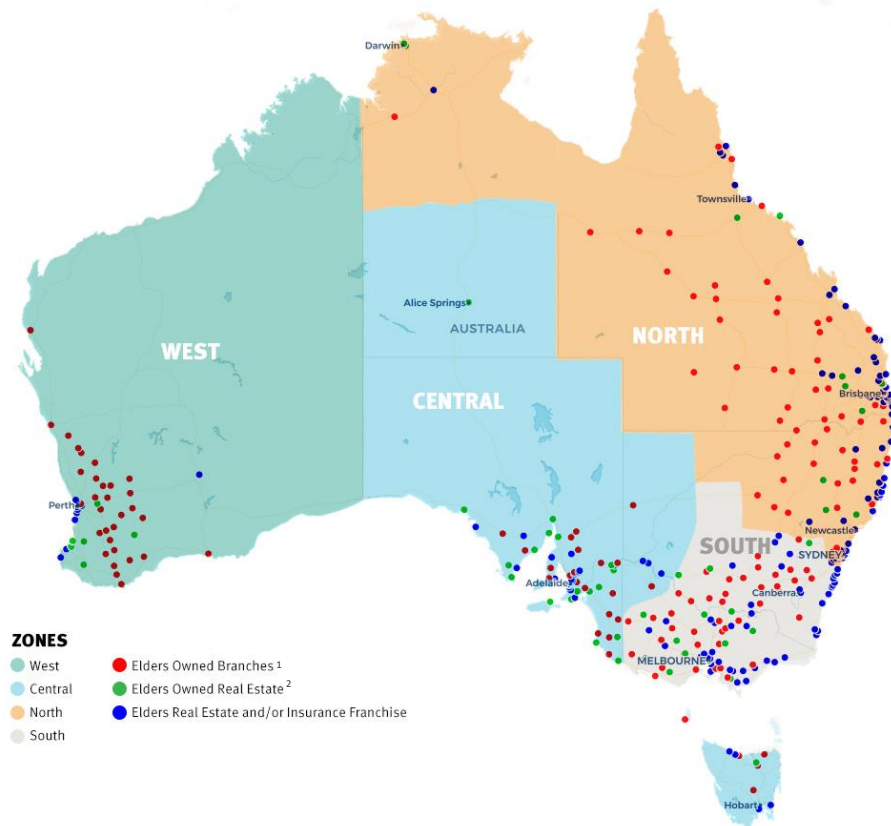 Darwin
Townsville
Alice Springs
AUSTRALIA
WEST
NORTH
CENTRAL
Brisbane
Perth
Newcastle
SOUTH
SYDNEY
Adelaide
Canberra
MELBOURNE
Hobart
ZONES
West
Central
North
South
Elders Owned Branches 1
Elders Owned Real Estate 2
Elders Real Estate and/or Insurance Franchise